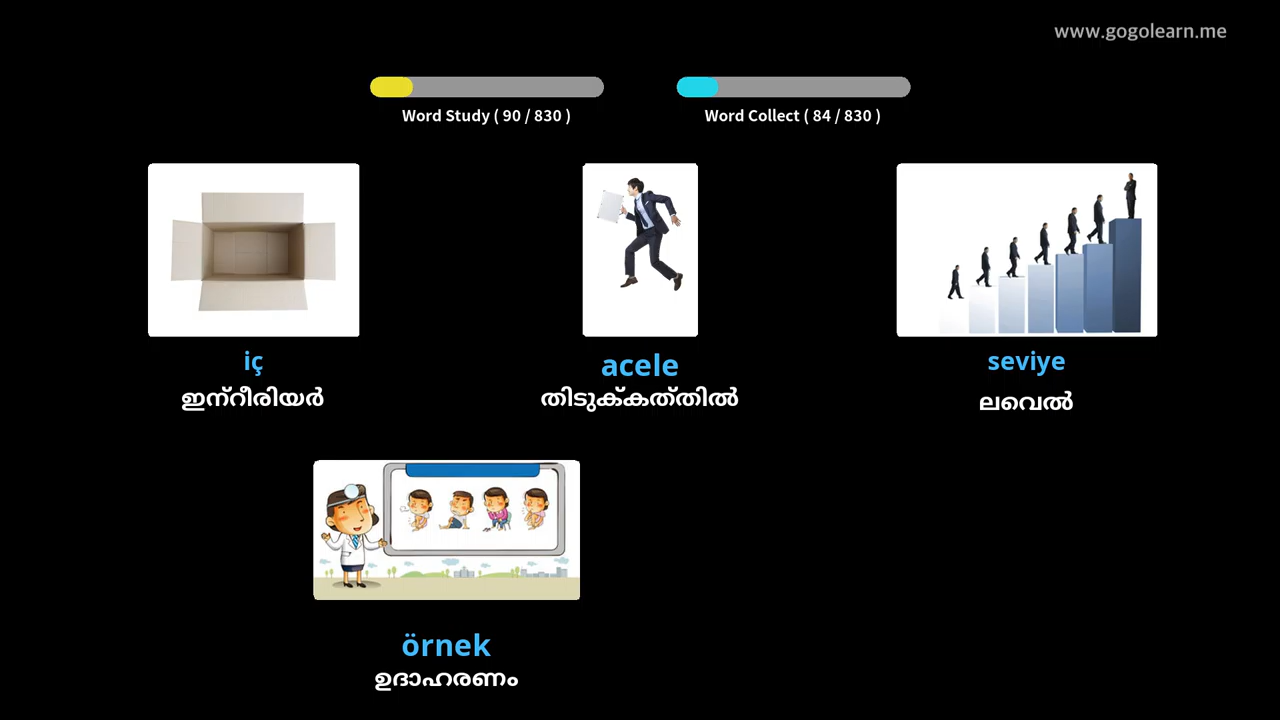 www.gogolearn.me
Word Study ( 90 / 830 )
Word Collect ( 84 / 830 )
iç
ഇന്റീരിയർ
acele
തിടുക്കത്തിൽ
seviye
ലവെൽ
örnek
ഉദാഹരണം